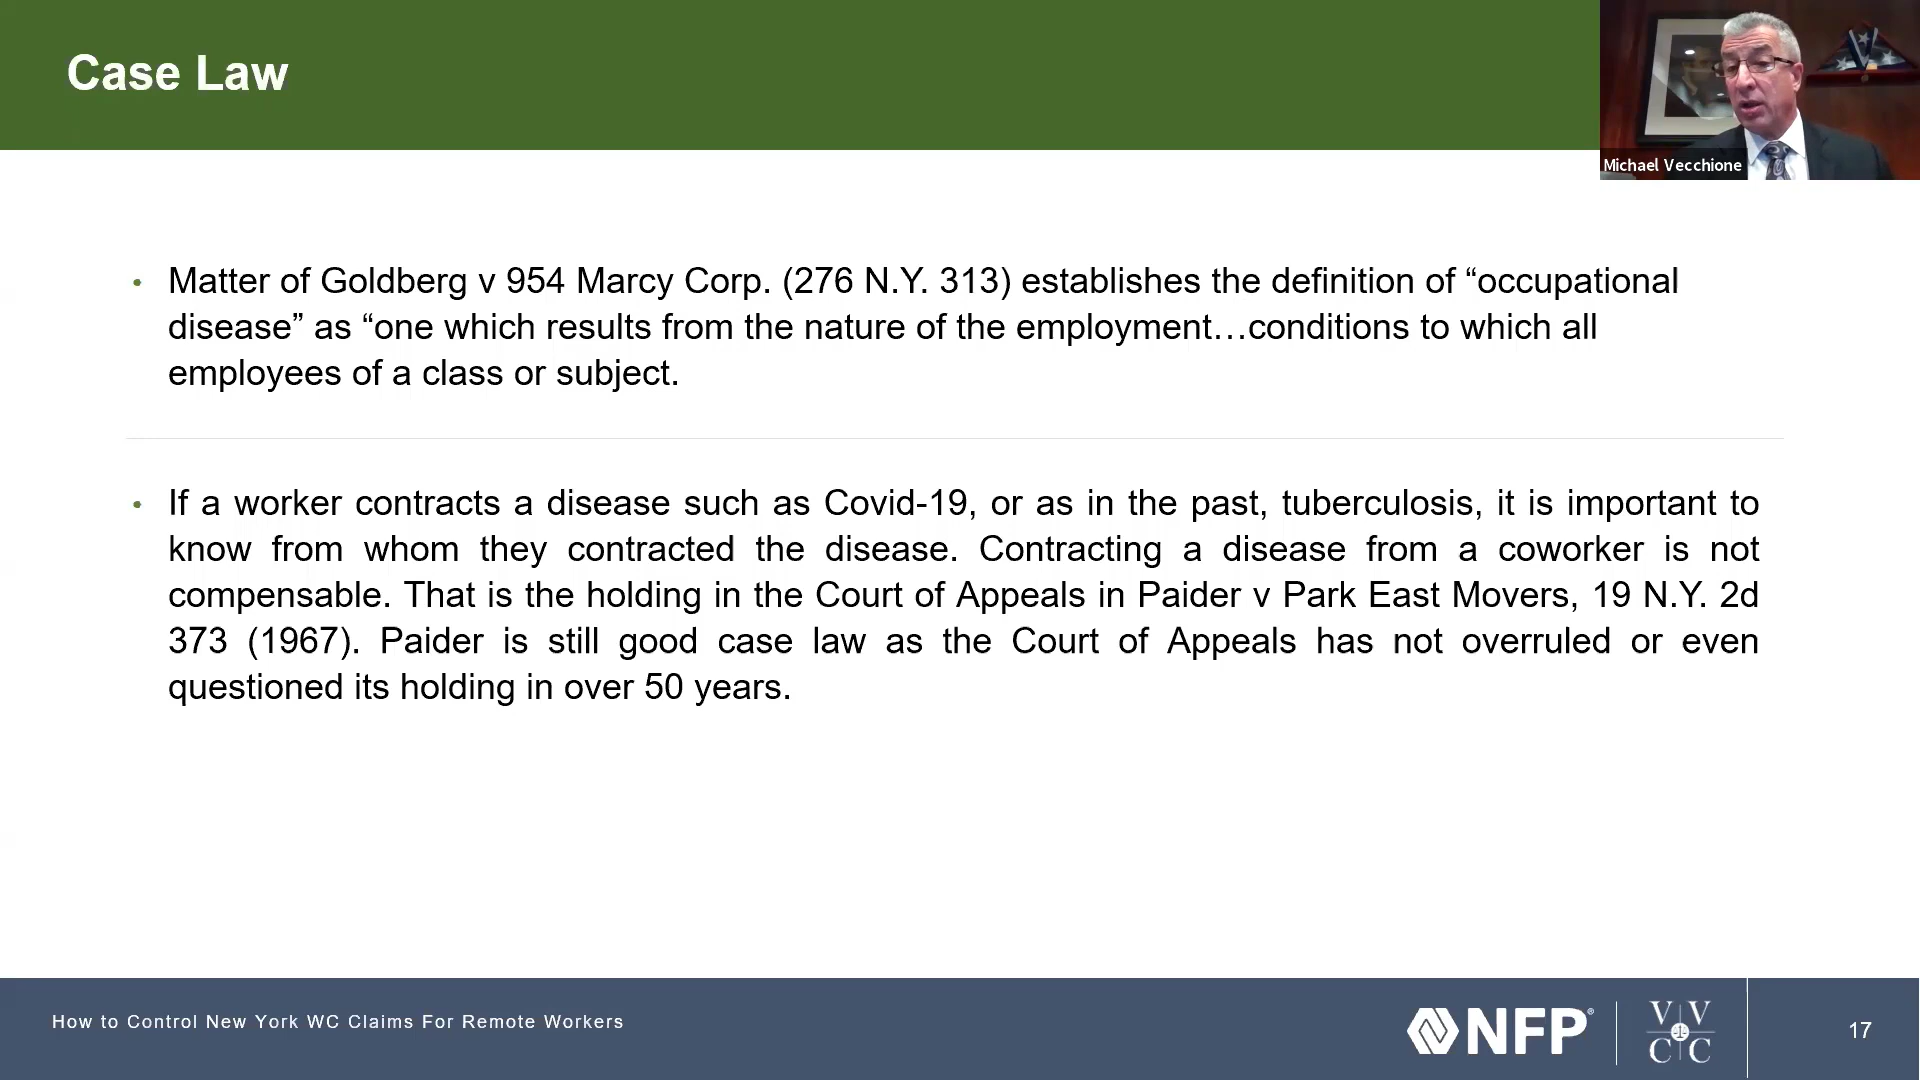 Case Law
Michael Vecchione
• Matter of Goldberg v 954 Marcy Corp. (276 N.Y. 313) establishes the definition of “occupational
disease” as “one which results from the nature of the employment…conditions to which all
employees of a class or subject.
• If a worker contracts a disease such as Covid-19, or as in the past, tuberculosis, it is important to
know from whom they contracted the disease. Contracting a disease from a coworker is not
compensable. That is the holding in the Court of Appeals in Paider v Park East Movers, 19 N.Y. 2d
373 (1967). Paider is still good case law as the Court of Appeals has not overruled or even
questioned its holding in over 50 years.
How to Control New York WC Claims For Remote Workers
NFP®
V V
C C
17